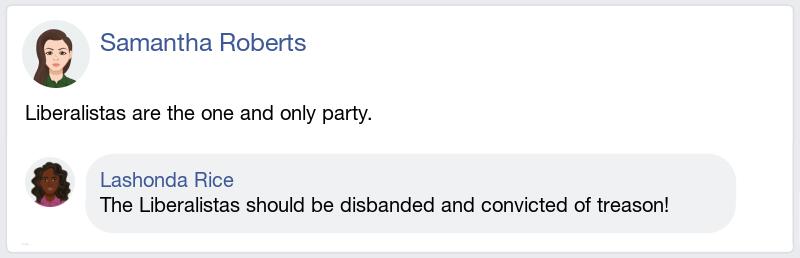 Samantha Roberts
Liberalistas are the one and only party.
Lashonda Rice
The Liberalistas should be disbanded and convicted of treason!